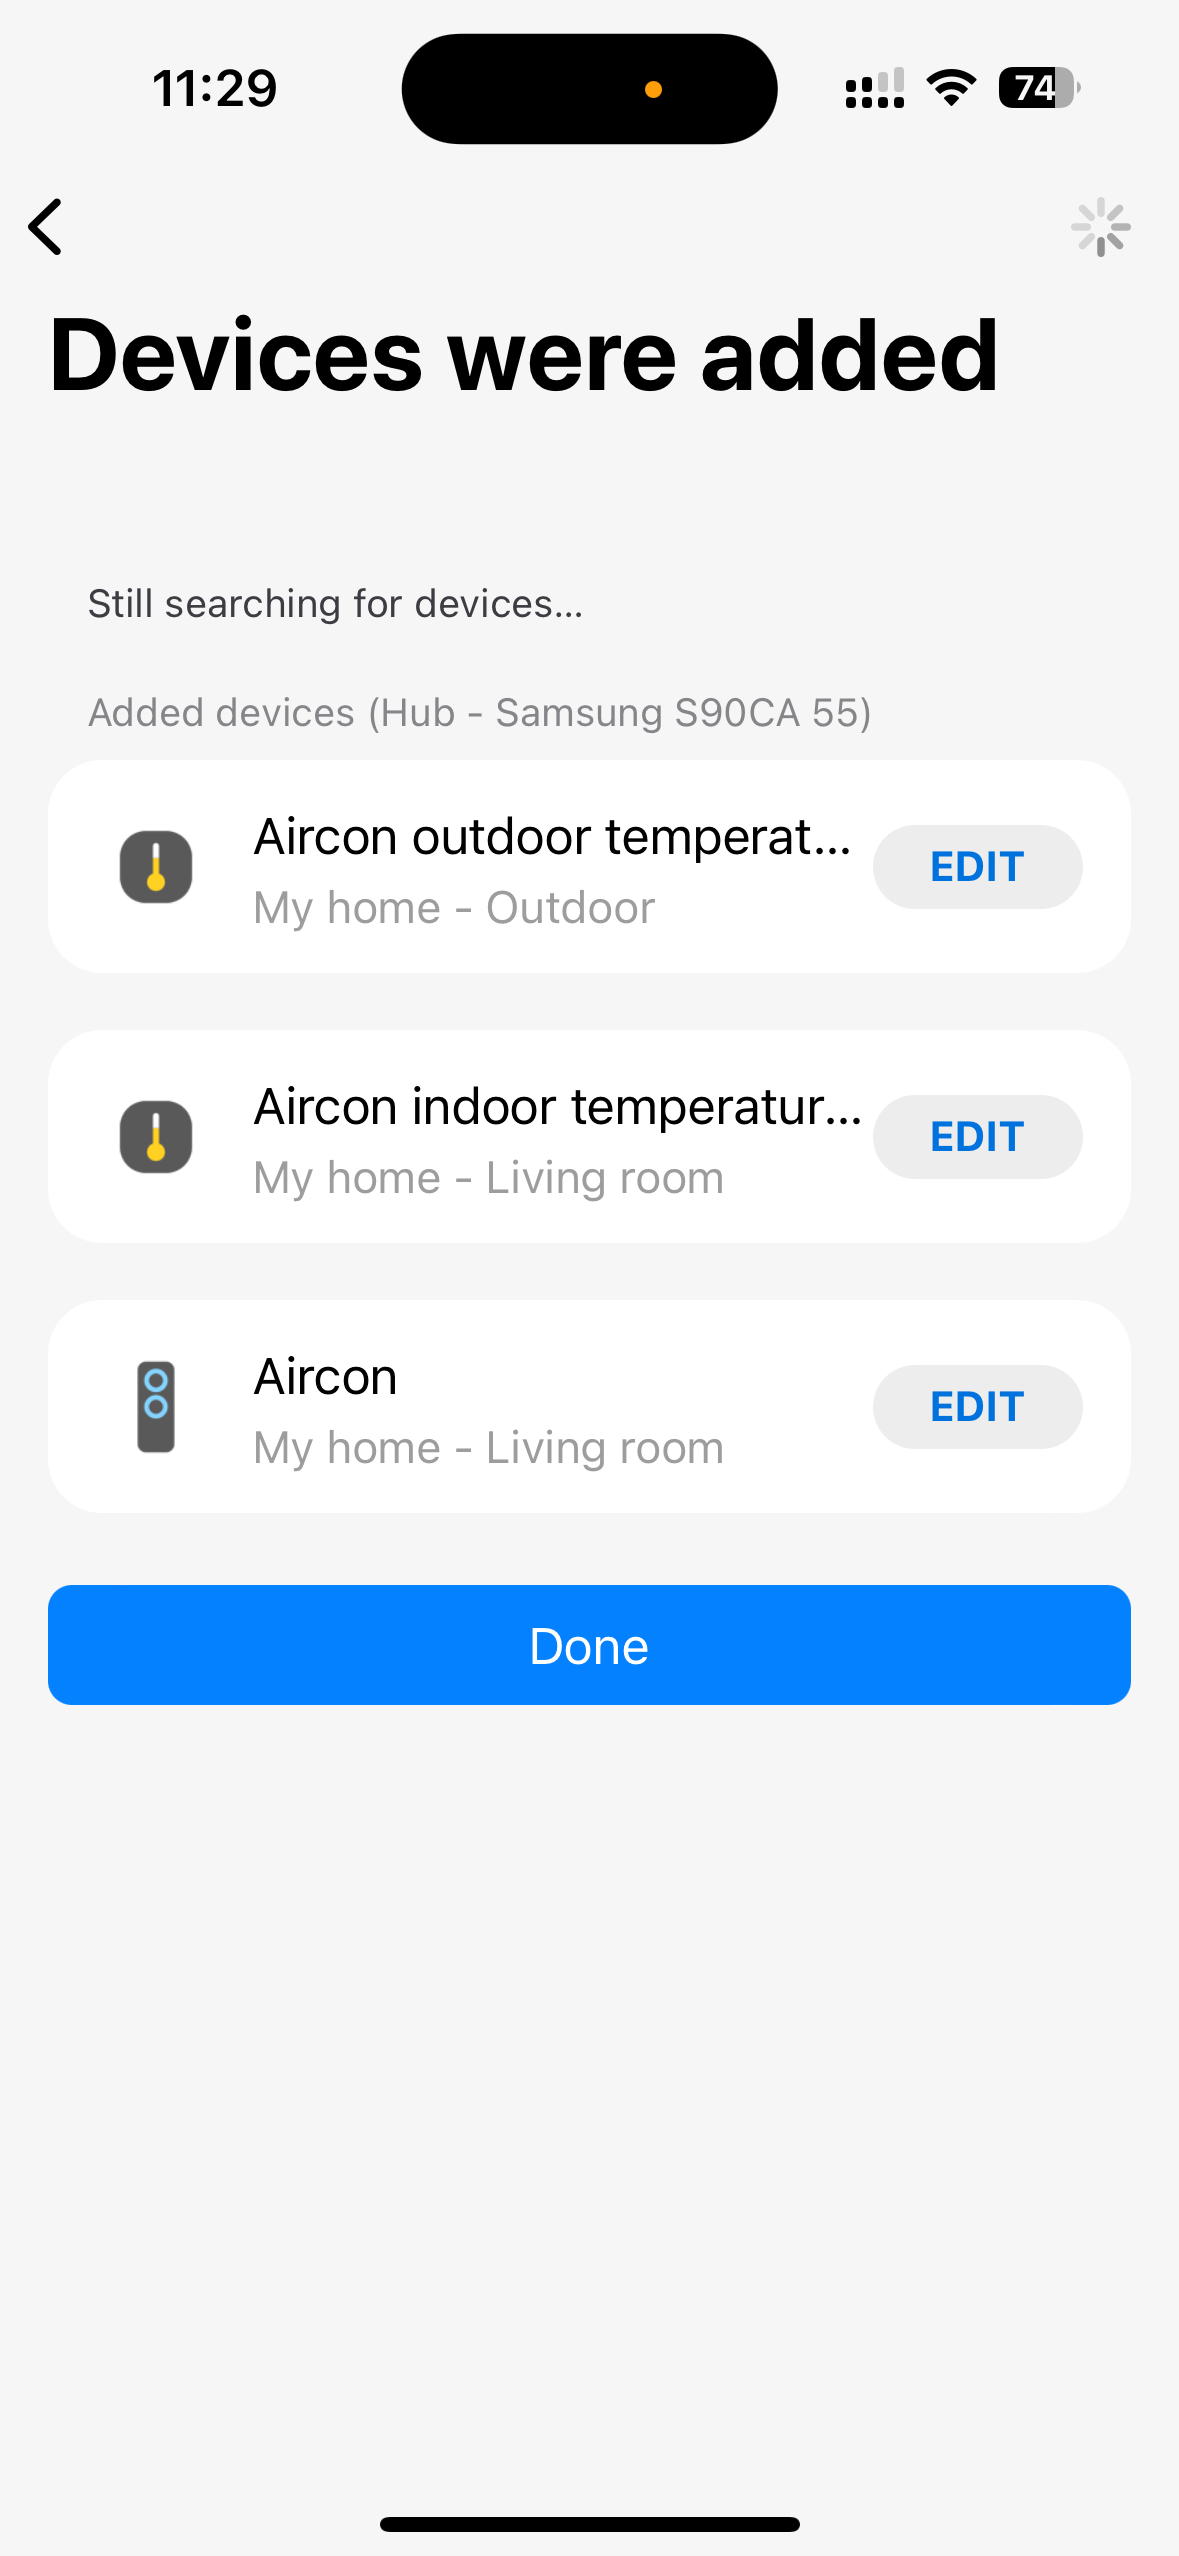 11:29
74
Devices were added
Still searching for devices...
Added devices (Hub - Samsung S90CA 55)
Aircon outdoor temperat...
My home - Outdoor
EDIT
Aircon indoor temperatur...
My home - Living room
EDIT
Aircon
My home - Living room
EDIT
Done